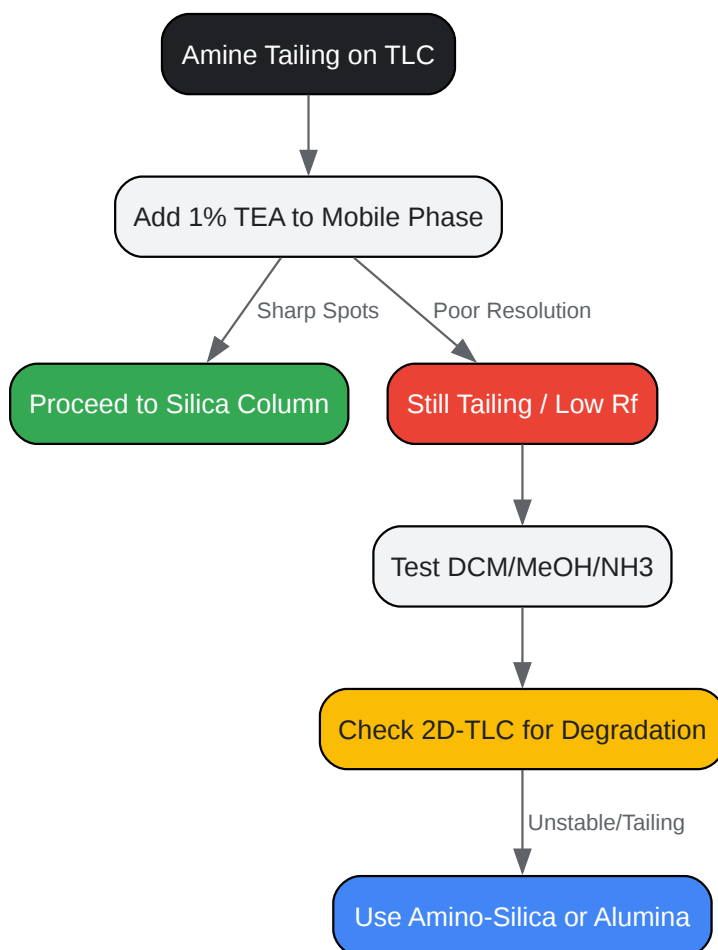 Amine Tailing on TLC
Add 1% TEA to Mobile Phase
Sharp Spots
Poor Resolution
Proceed to Silica Column
Still Tailing / Low Rf
Test DCM/MeOH/NH3
Check 2D-TLC for Degradation
Unstable/Tailing
Use Amino-Silica or Alumina